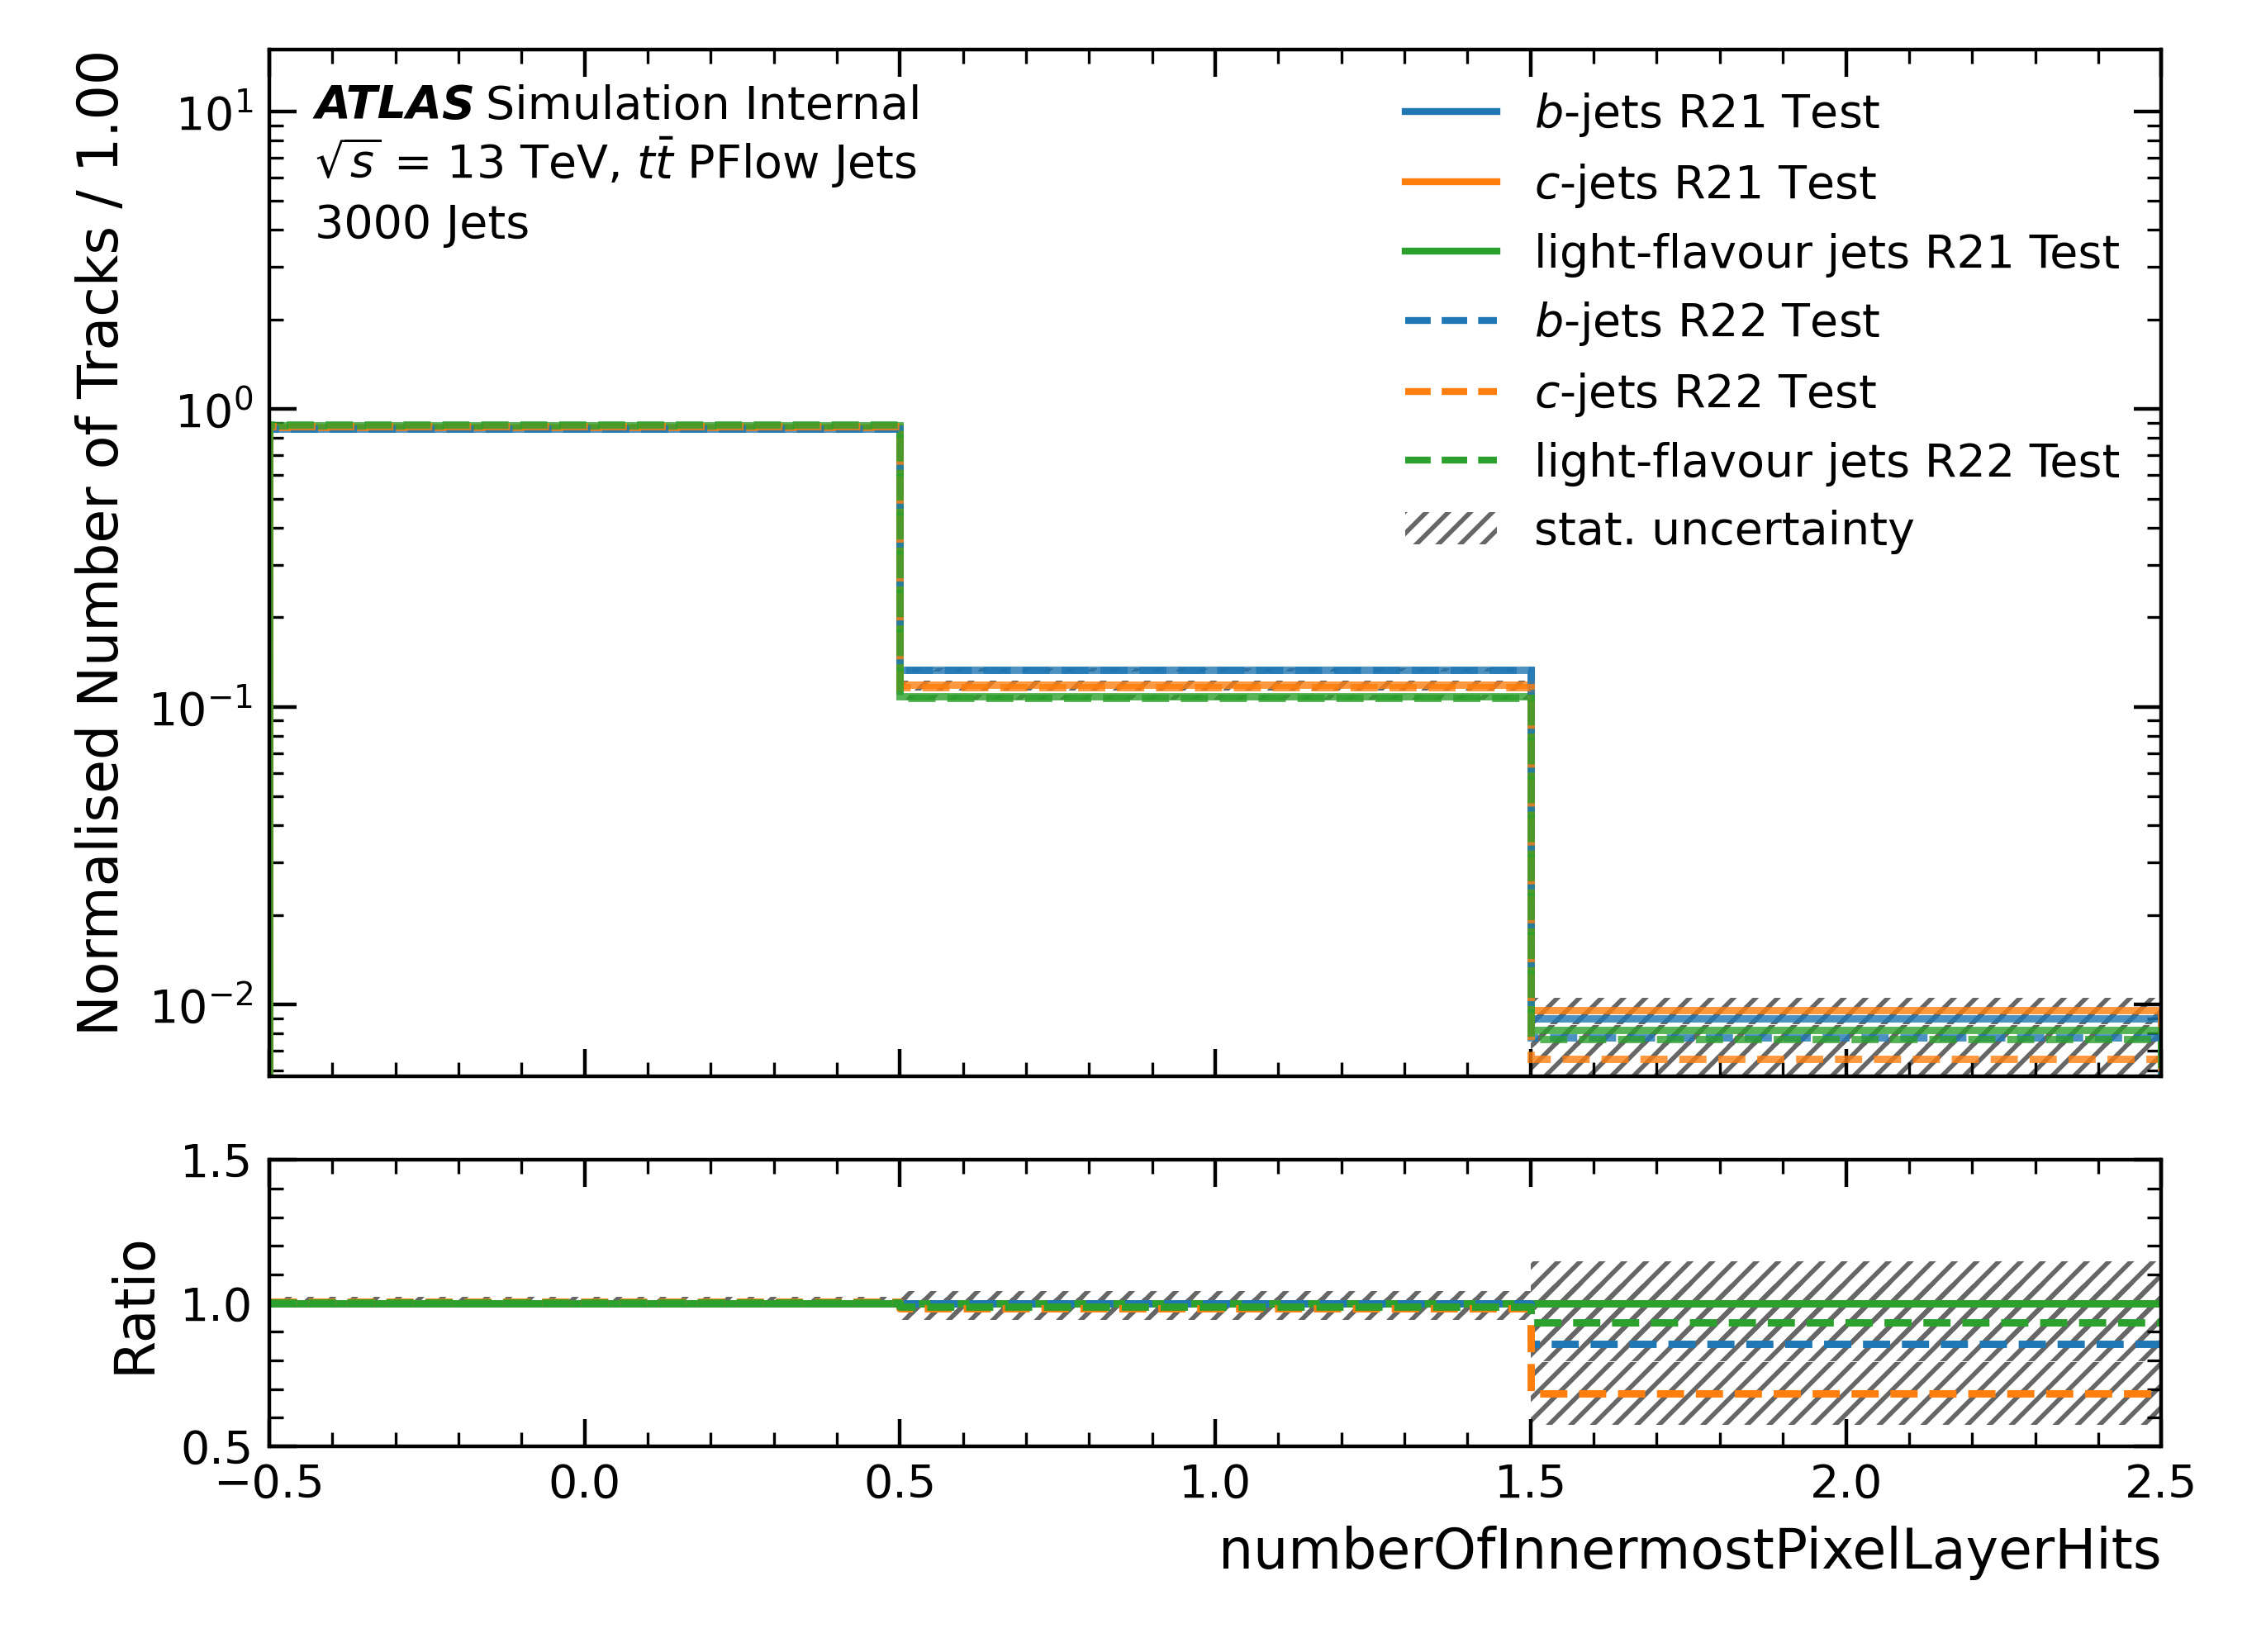 Normalised Number of Tracks / 1.00
10¹
10⁰
10⁻¹
10⁻²
ATLAS Simulation Internal
√s = 13 TeV, tt̄ PFlow Jets
3000 Jets
b-jets R21 Test
c-jets R21 Test
light-flavour jets R21 Test
b-jets R22 Test
c-jets R22 Test
light-flavour jets R22 Test
stat. uncertainty
Ratio
1.5
1.0
0.5
−0.5 0.0 0.5 1.0 1.5 2.0 2.5
numberOfInnermostPixelLayerHits